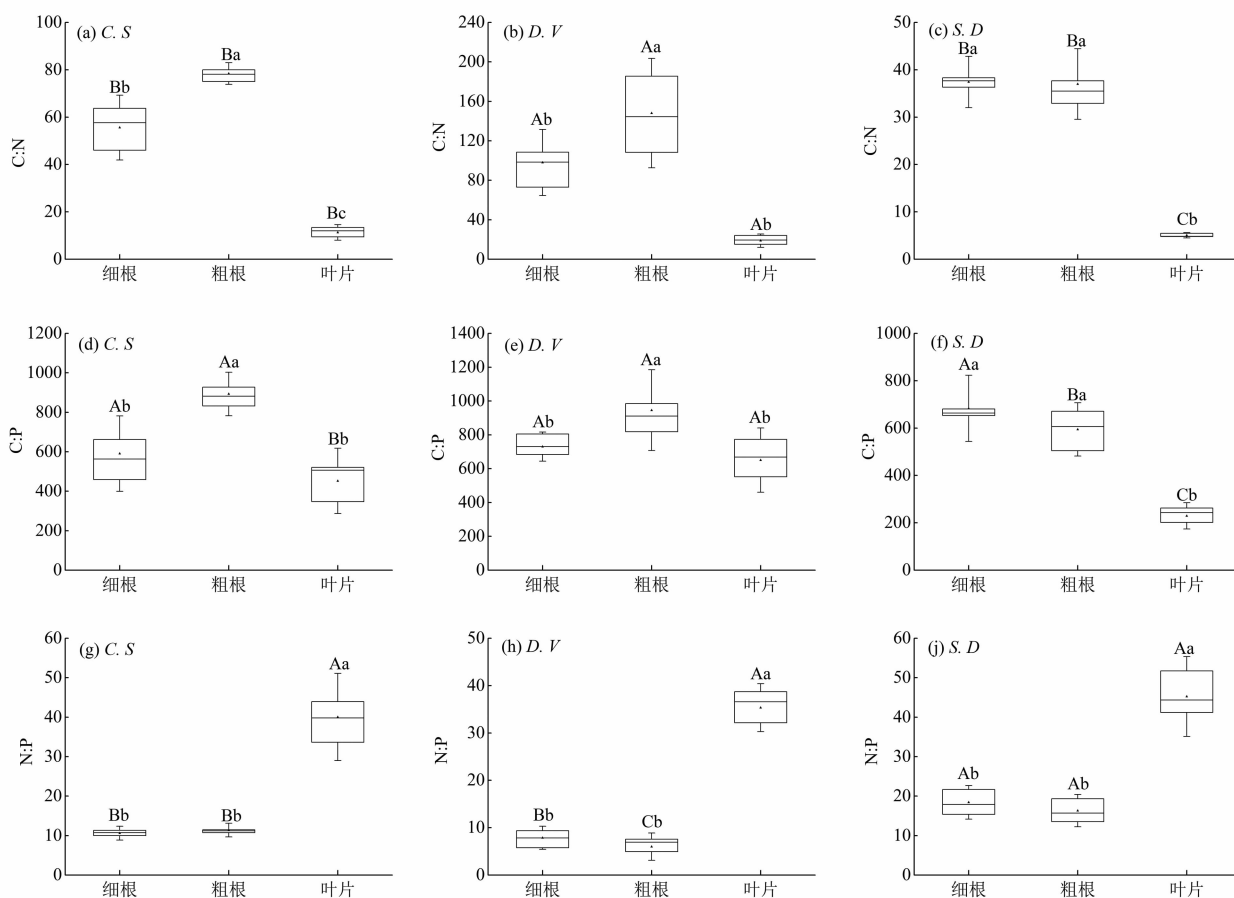 (a) C. S
C:N
100
80
60
40
20
0
Bb
Ba
Bc
细根
粗根
叶片
(b) D. V
C:N
240
200
160
120
80
40
0
Ab
Aa
Ab
细根
粗根
叶片
(c) S. D
C:N
50
40
30
20
10
0
Ba
Ba
Cb
细根
粗根
叶片
(d) C. S
C:P
1200
1000
800
600
400
200
0
Ab
Aa
Bb
细根
粗根
叶片
(e) D. V
C:P
1400
1200
1000
800
600
400
200
0
Ab
Aa
Ab
细根
粗根
叶片
(f) S. D
C:P
1000
800
600
400
200
0
Aa
Ba
Cb
细根
粗根
叶片
(g) C. S
N:P
60
50
40
30
20
10
0
Bb
Bb
Aa
细根
粗根
叶片
(h) D. V
N:P
50
40
30
20
10
0
Bb
Cb
Aa
细根
粗根
叶片
(j) S. D
N:P
60
50
40
30
20
10
0
Ab
Ab
Aa
细根
粗根
叶片